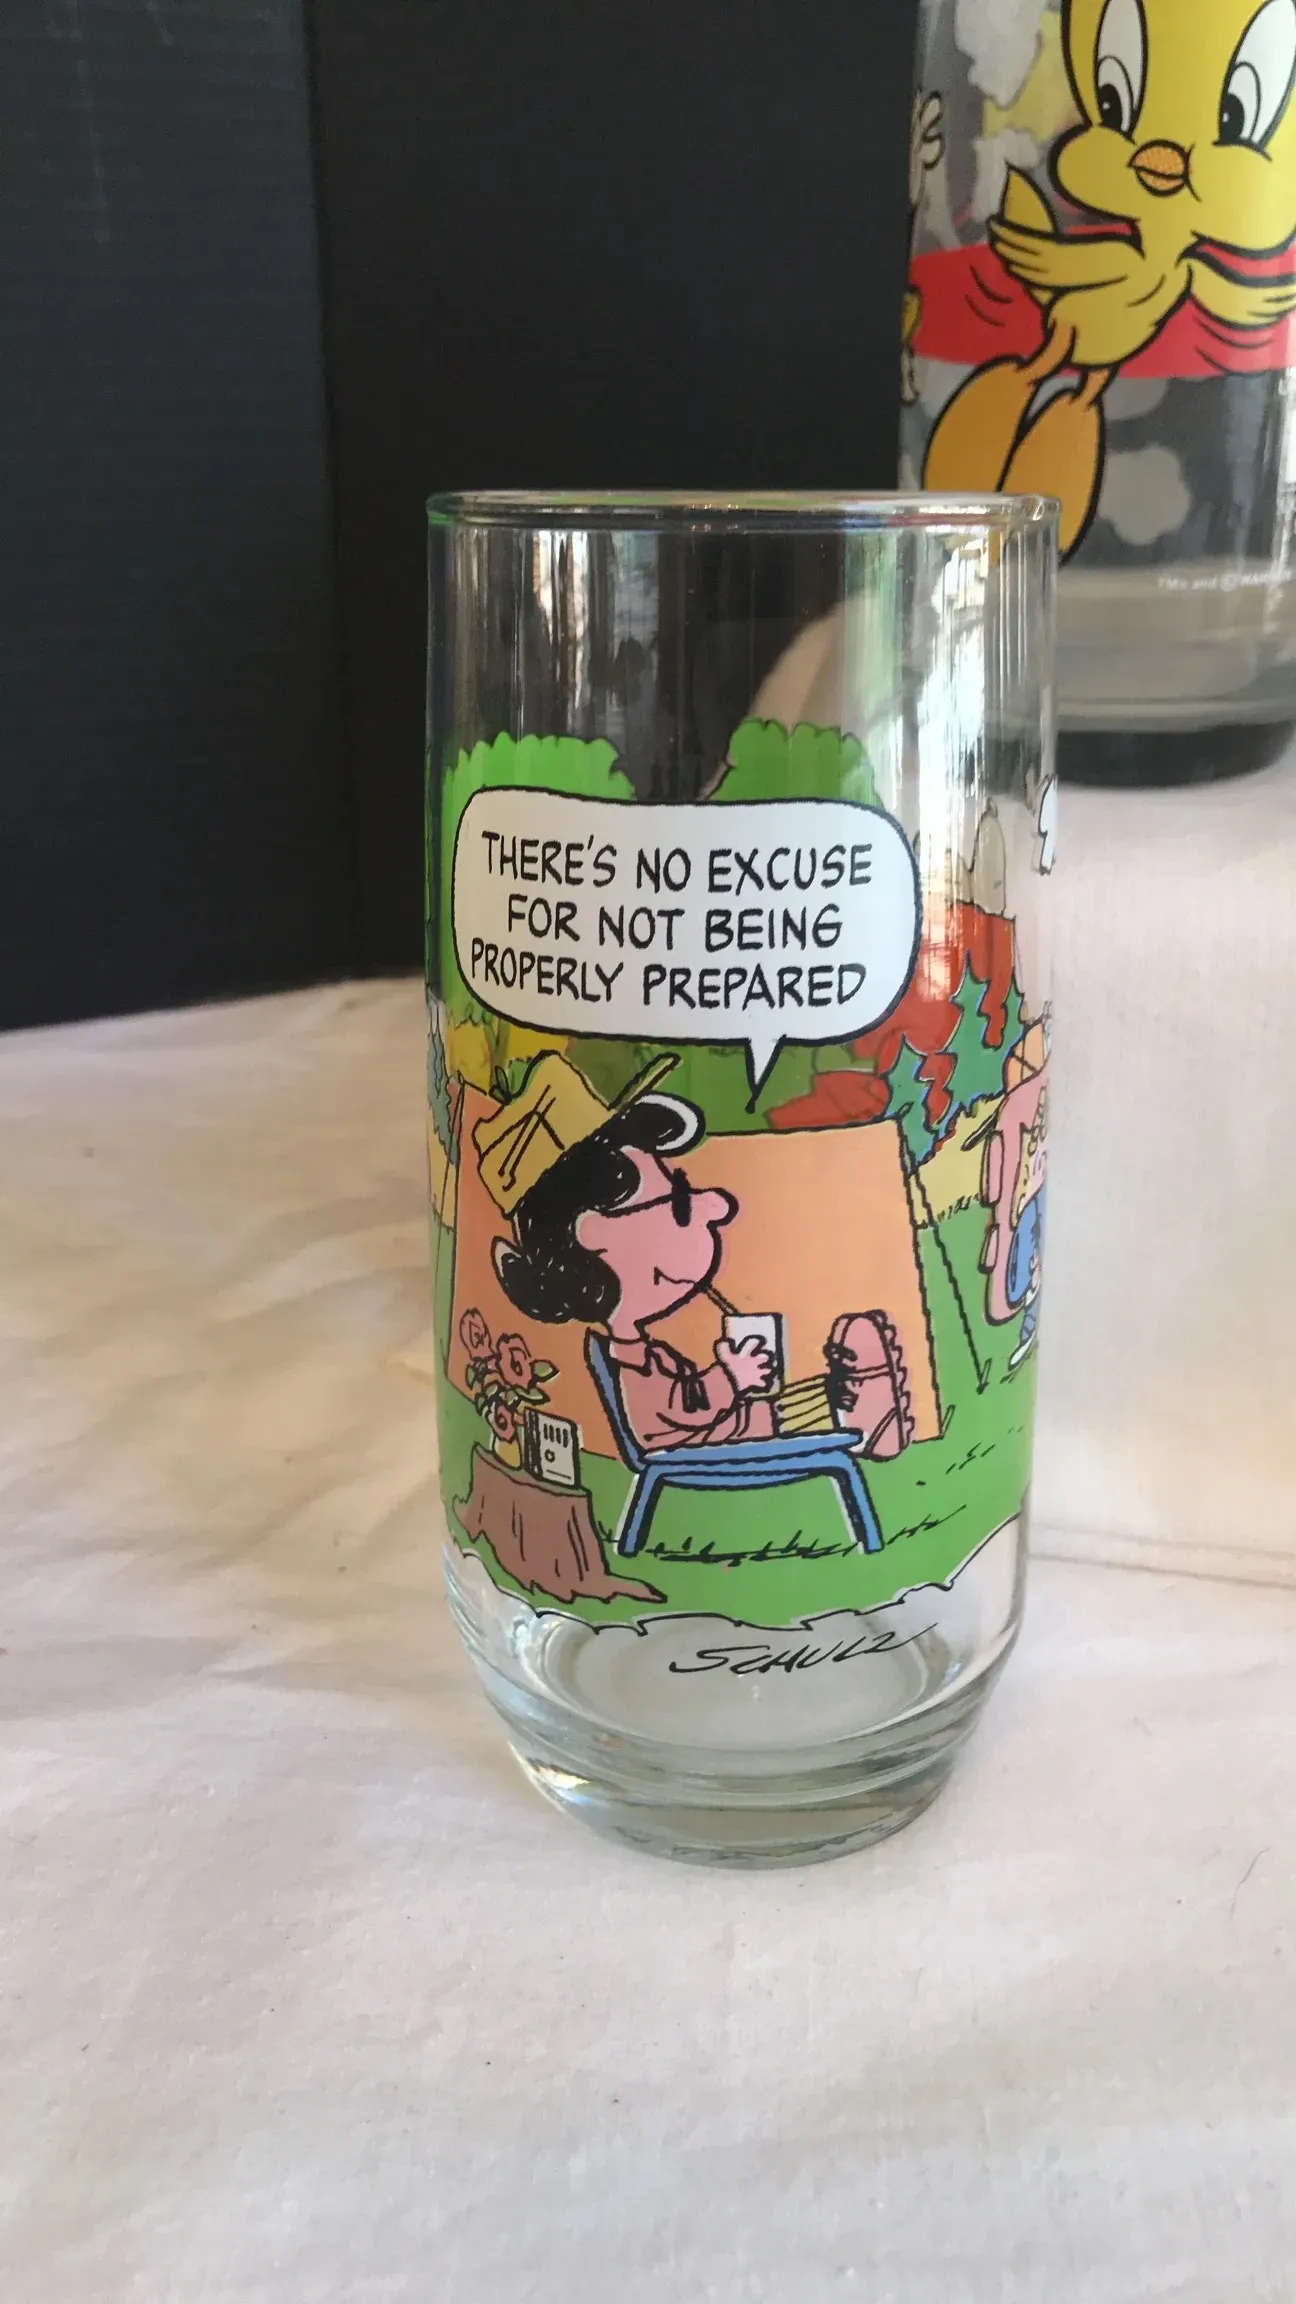 THERE'S NO EXCUSE
FOR NOT BEING
PROPERLY PREPARED
SCHULZ